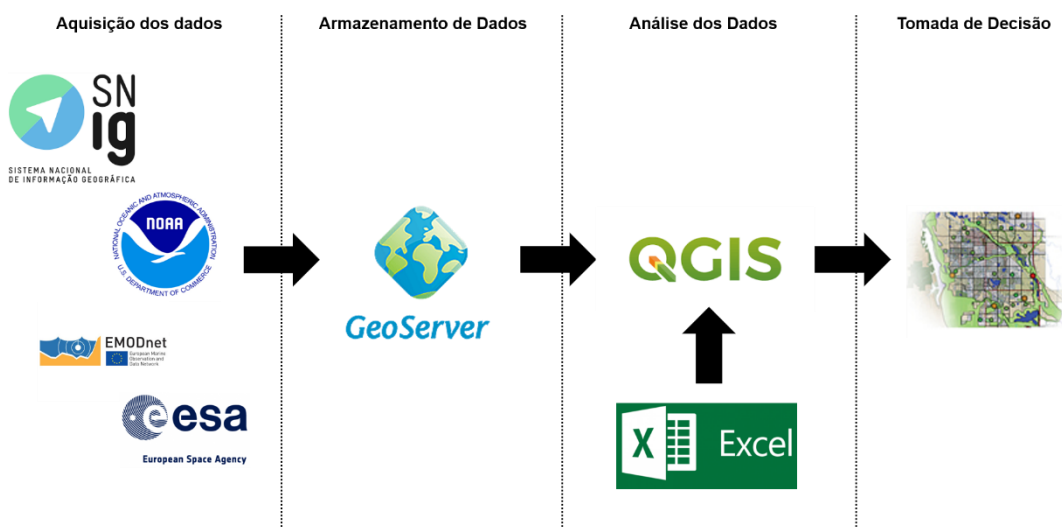 Aquisição dos dados
Armazenamento de Dados
Análise dos Dados
Tomada de Decisão
SN
ig
SISTEMA NACIONAL
DE INFORMAÇÃO GEOGRÁFICA
NATIONAL OCEANIC AND ATMOSPHERIC ADMINISTRATION
NOAA
U.S. DEPARTMENT OF COMMERCE
GeoServer
QGIS
EMODnet
European Marine
Observation and
Data Network
esa
European Space Agency
X
Excel